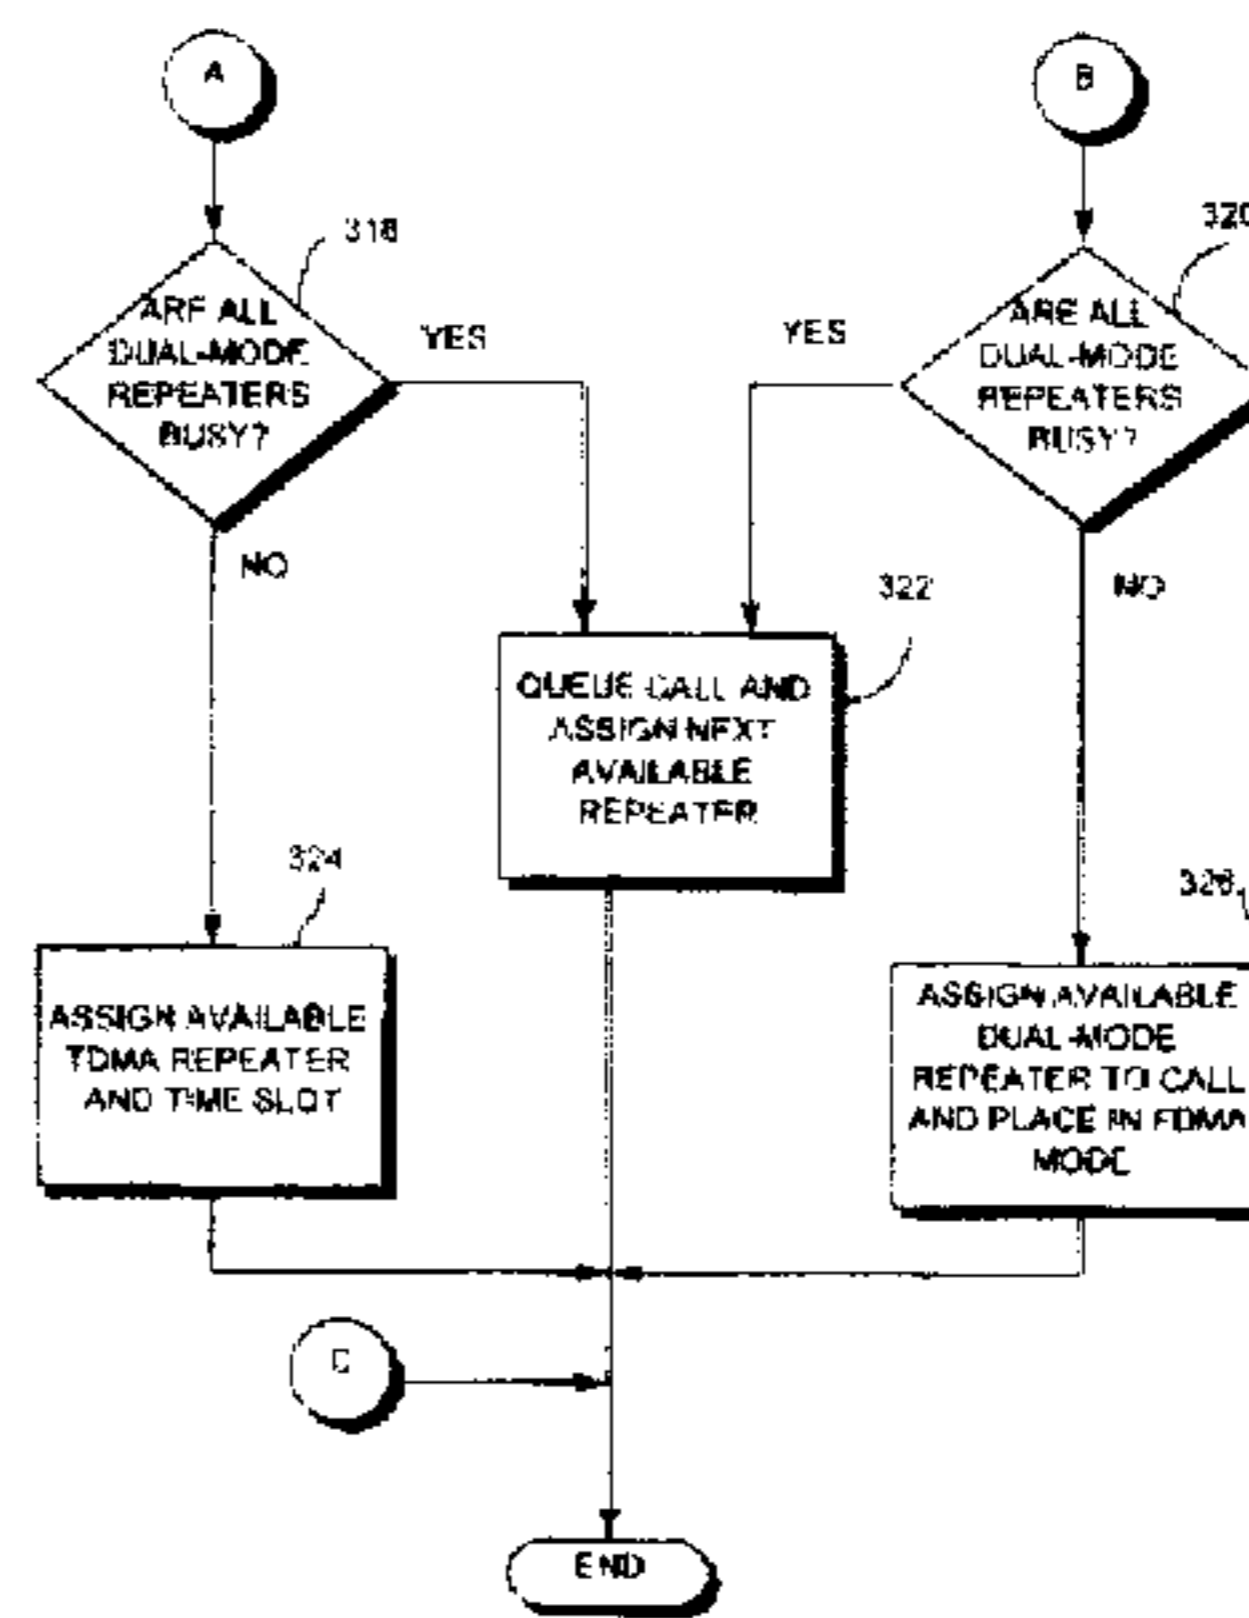 A
B
318
320
ARE ALL
DUAL-MODE
REPEATERS
BUSY?
YES
YES
ARE ALL
DUAL-MODE
REPEATERS
BUSY?
NO
322
NO
QUEUE CALL AND
ASSIGN NEXT
AVAILABLE
REPEATER
324
326
ASSIGN AVAILABLE
TDMA REPEATER
AND TIME SLOT
ASSIGN AVAILABLE
DUAL-MODE
REPEATER TO CALL
AND PLACE IN FDMA
MODE
C
END